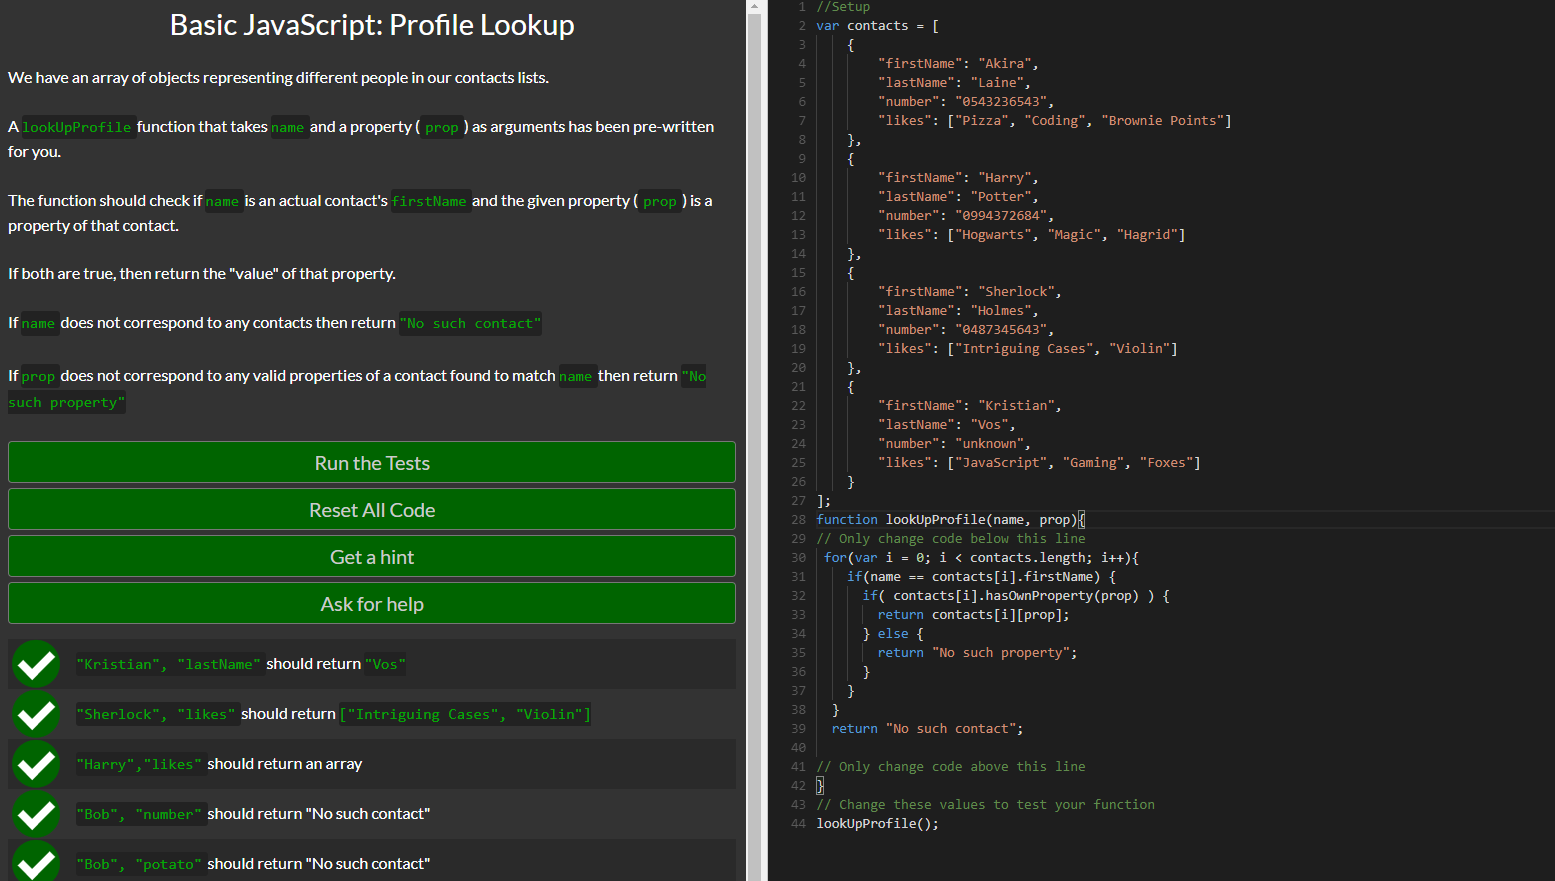 Basic JavaScript: Profile Lookup
We have an array of objects representing different people in our contacts lists.
A lookUpProfile function that takes name and a property ( prop ) as arguments has been pre-written
for you.
The function should check if name is an actual contact's firstName and the given property ( prop ) is a
property of that contact.
If both are true, then return the "value" of that property.
If name does not correspond to any contacts then return "No such contact"
If prop does not correspond to any valid properties of a contact found to match name then return "No
such property"
Run the Tests
Reset All Code
Get a hint
Ask for help
"Kristian", "lastName" should return "Vos"
"Sherlock", "likes" should return ["Intriguing Cases", "Violin"]
"Harry","likes" should return an array
"Bob", "number" should return "No such contact"
"Bob", "potato" should return "No such contact"
1 //Setup
2 var contacts = [
3 {
4 "firstName": "Akira",
5 "lastName": "Laine",
6 "number": "0543236543",
7 "likes": ["Pizza", "Coding", "Brownie Points"]
8 },
9 {
10 "firstName": "Harry",
11 "lastName": "Potter",
12 "number": "0994372684",
13 "likes": ["Hogwarts", "Magic", "Hagrid"]
14 },
15 {
16 "firstName": "Sherlock",
17 "lastName": "Holmes",
18 "number": "0487345643",
19 "likes": ["Intriguing Cases", "Violin"]
20 },
21 {
22 "firstName": "Kristian",
23 "lastName": "Vos",
24 "number": "unknown",
25 "likes": ["JavaScript", "Gaming", "Foxes"]
26 }
27 ];
28 function lookUpProfile(name, prop){
29 // Only change code below this line
30 for(var i = 0; i < contacts.length; i++){
31 if(name == contacts[i].firstName) {
32 if( contacts[i].hasOwnProperty(prop) ) {
33 return contacts[i][prop];
34 } else {
35 return "No such property";
36 }
37 }
38 }
39 return "No such contact";
40
41 // Only change code above this line
42 }
43 // Change these values to test your function
44 lookUpProfile();